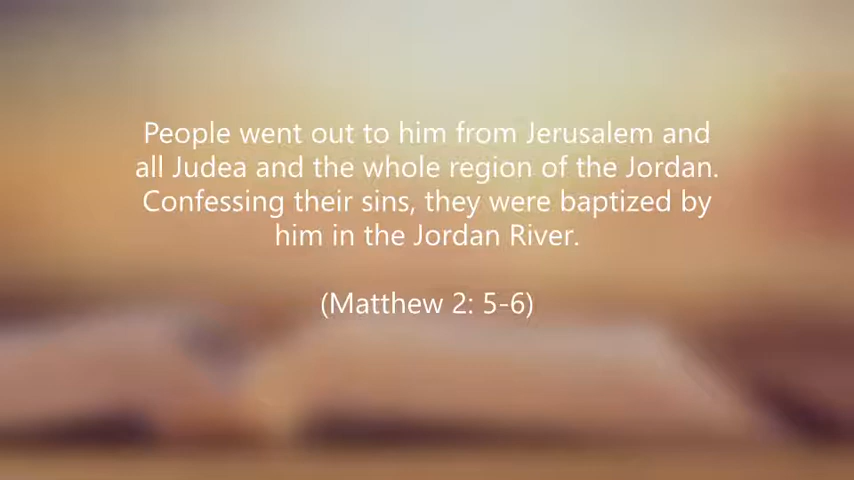 People went out to him from Jerusalem and
all Judea and the whole region of the Jordan.
Confessing their sins, they were baptized by
him in the Jordan River.
(Matthew 2: 5-6)